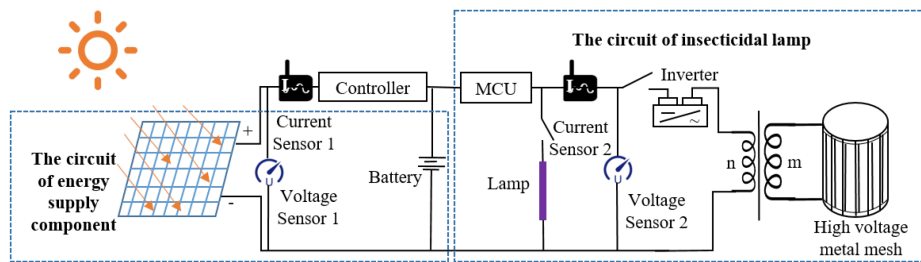 The circuit of insecticidal lamp
Inverter
Controller
MCU
+
Current
Sensor 1
Current
Sensor 2
The circuit
of energy
supply
component
Battery
n
m
Lamp
-
Voltage
Sensor 1
Voltage
Sensor 2
High voltage
metal mesh